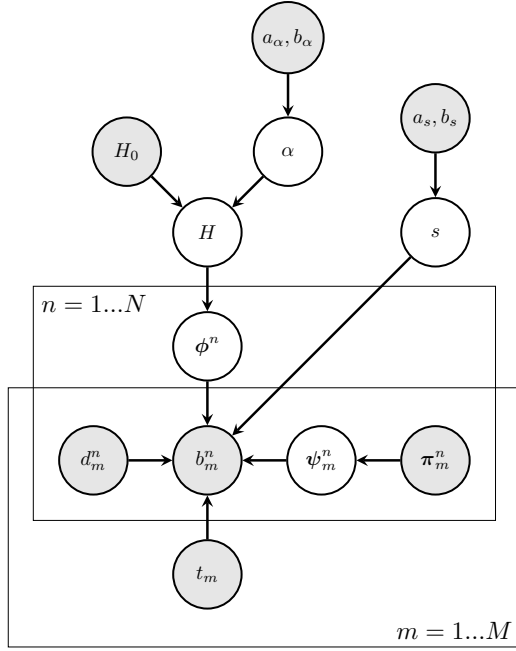 a_α, b_α
a_s, b_s
H_0
α
H
s
n = 1...N
ϕ^n
d_m^n
b_m^n
ψ_m^n
π_m^n
t_m
m = 1...M